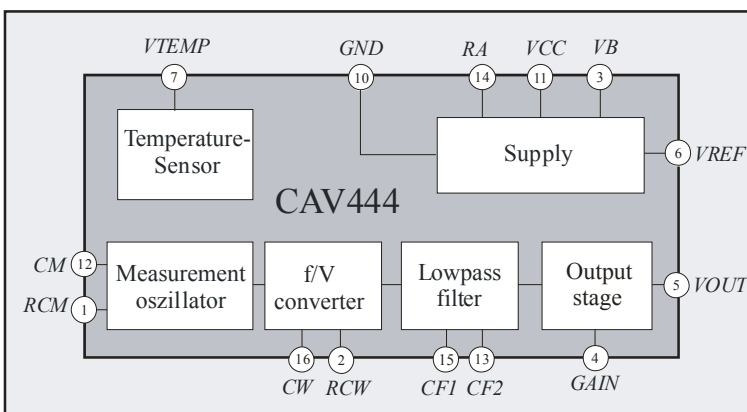 VTEMP GND RA VCC VB
7 10 14 11 3
Temperature-
Sensor
Supply
6 VREF
CAV444
CM 12
RCM 1
Measurement
oszillator
f/V
converter
Lowpass
filter
Output
stage
5 VOUT
16 2 15 13 4
CW RCW CF1 CF2 GAIN